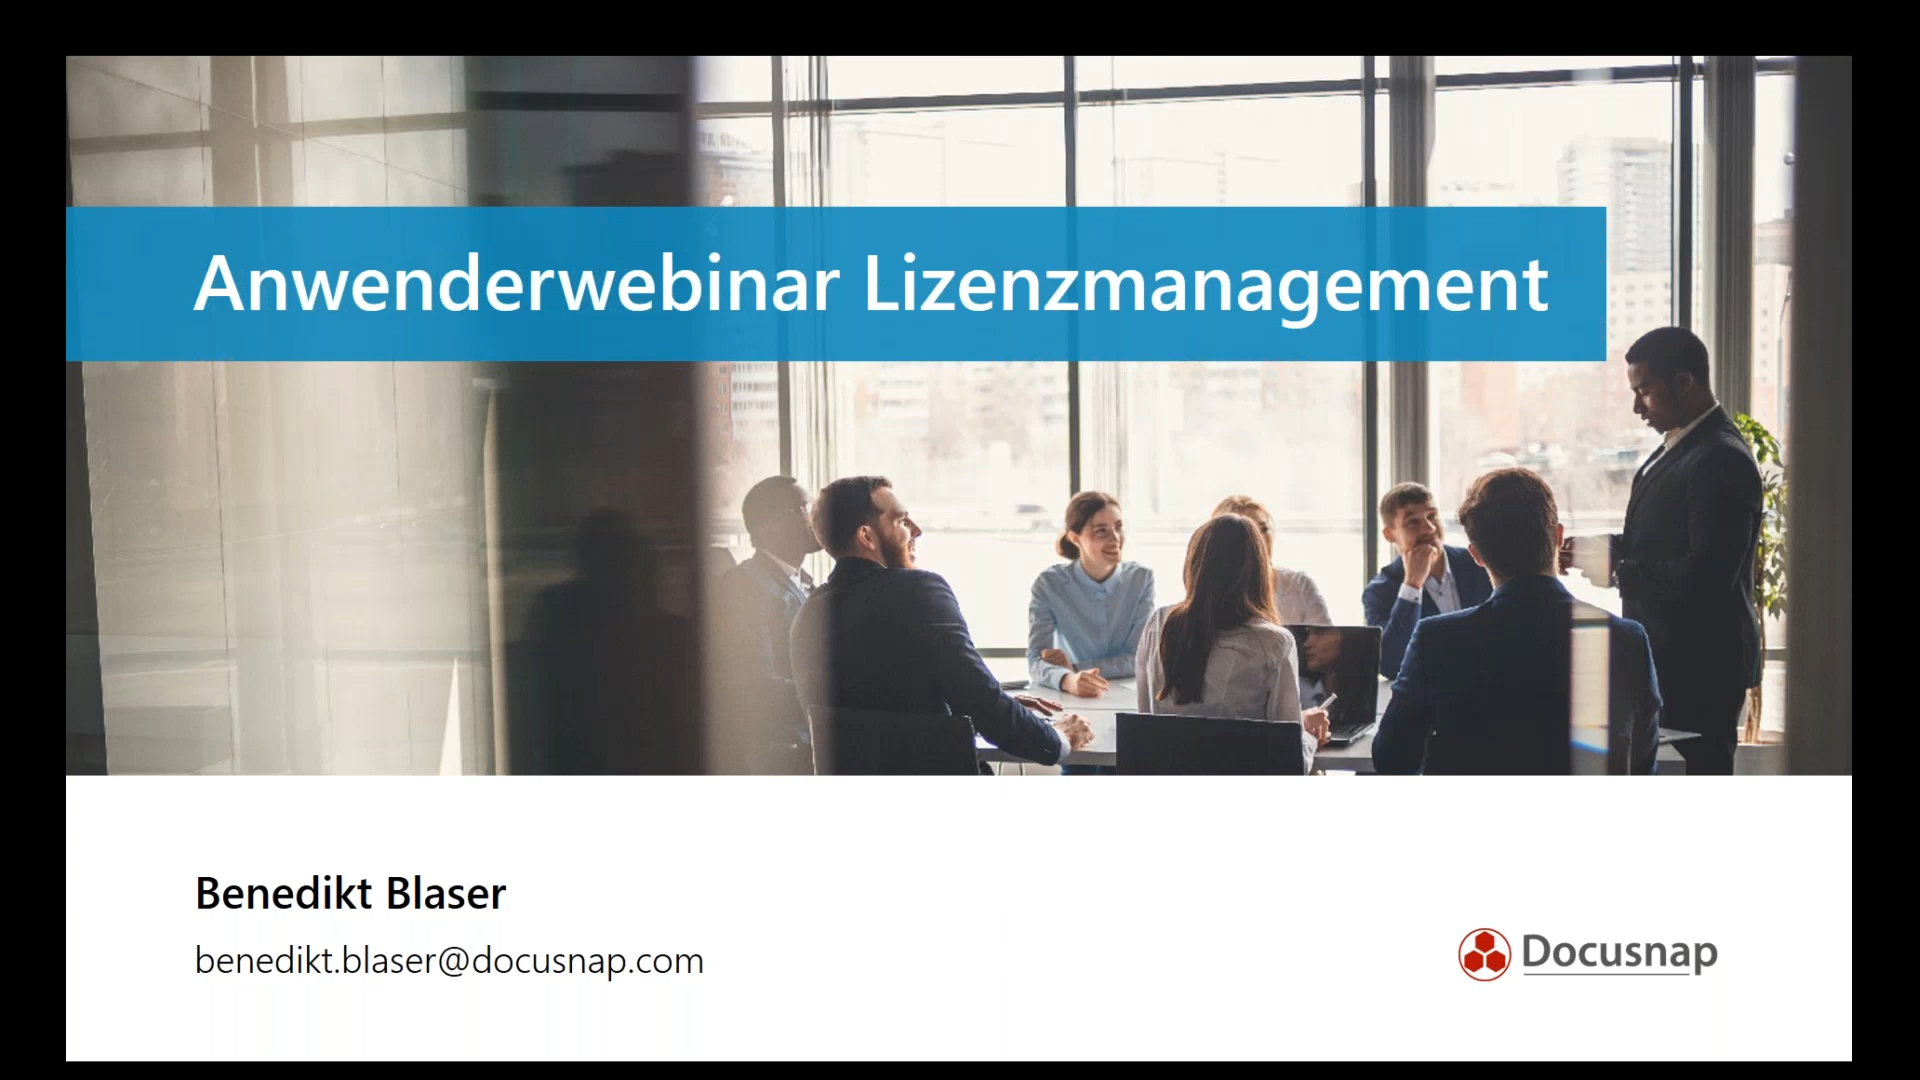 Anwenderwebinar Lizenzmanagement
Benedikt Blaser
benedikt.blaser@docusnap.com
Docusnap